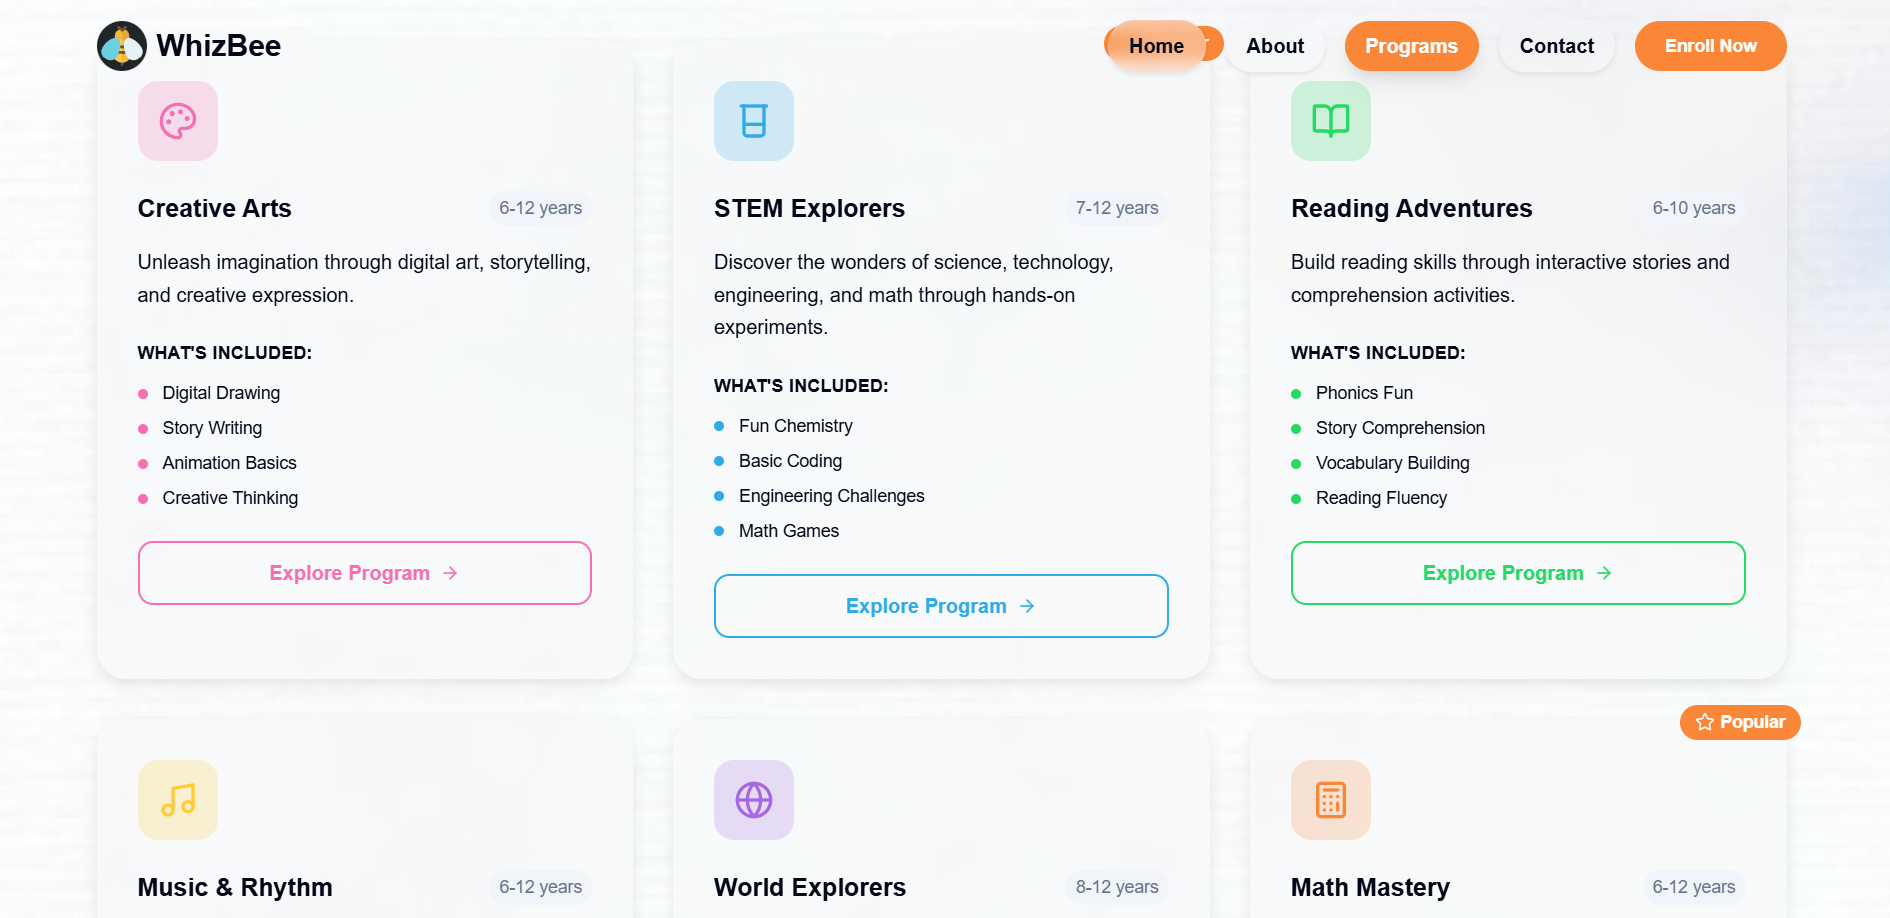 WhizBee
Home
About
Programs
Contact
Enroll Now
Creative Arts
6-12 years
Unleash imagination through digital art, storytelling,
and creative expression.
WHAT'S INCLUDED:
Digital Drawing
Story Writing
Animation Basics
Creative Thinking
Explore Program
STEM Explorers
7-12 years
Discover the wonders of science, technology,
engineering, and math through hands-on
experiments.
WHAT'S INCLUDED:
Fun Chemistry
Basic Coding
Engineering Challenges
Math Games
Explore Program
Reading Adventures
6-10 years
Build reading skills through interactive stories and
comprehension activities.
WHAT'S INCLUDED:
Phonics Fun
Story Comprehension
Vocabulary Building
Reading Fluency
Explore Program
Music & Rhythm
6-12 years
World Explorers
8-12 years
Popular
Math Mastery
6-12 years